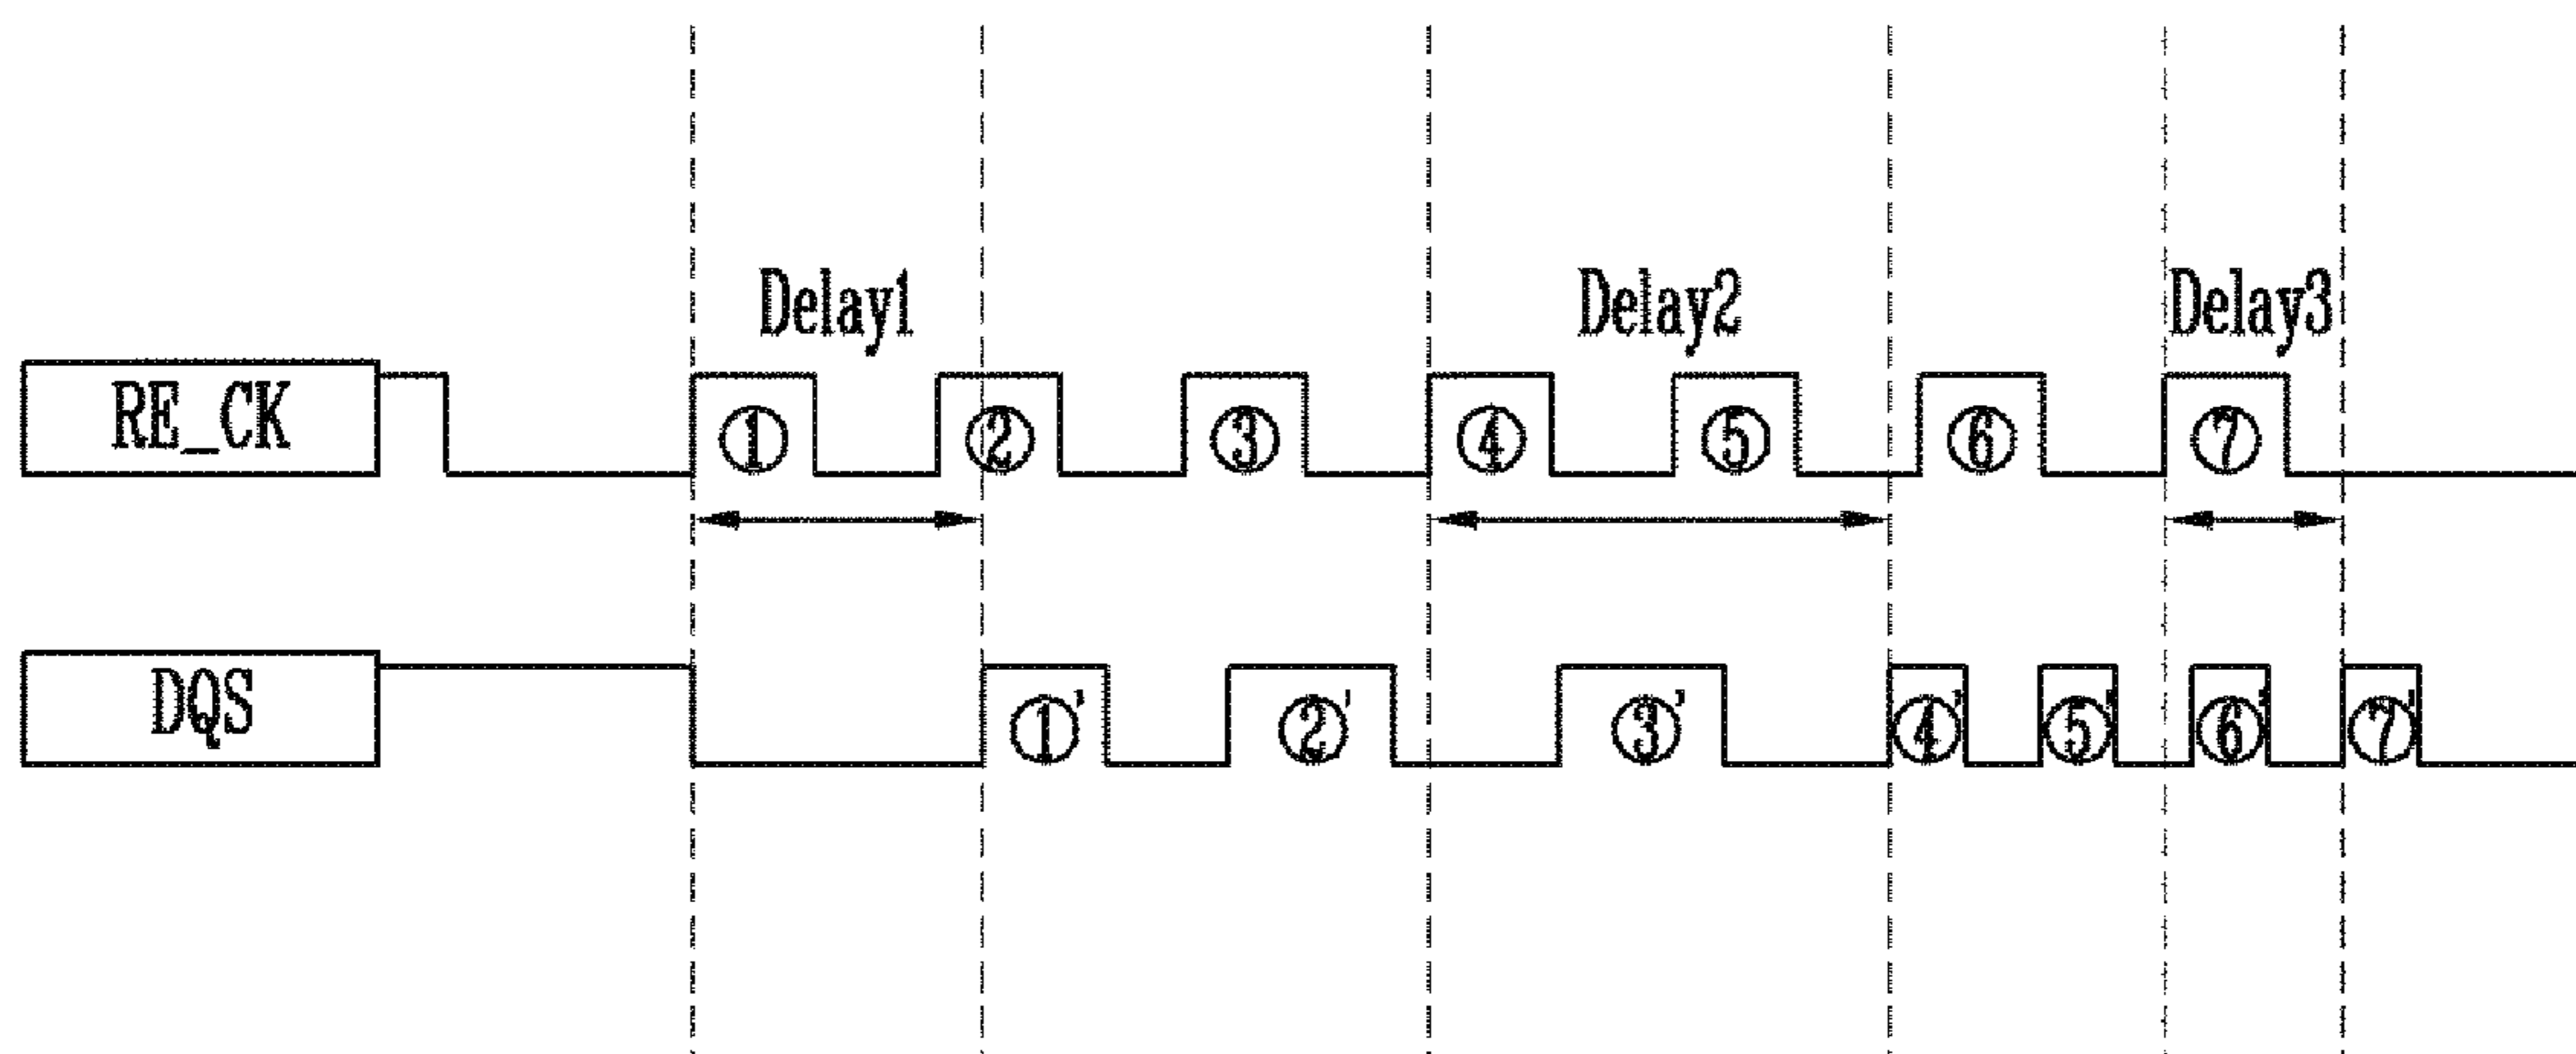 Delay1 Delay2 Delay3
RE_CK ① ② ③ ④ ⑤ ⑥ ⑦
DQS ①' ②' ③' ④' ⑤' ⑥' ⑦'